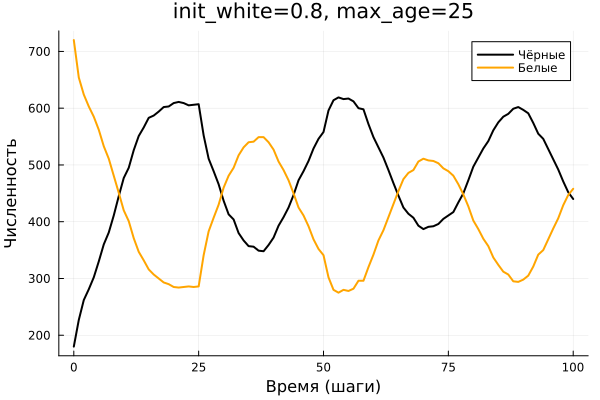 init_white=0.8, max_age=25
Чёрные
Белые
Численность
700
600
500
400
300
200
0
25
50
75
100
Время (шаги)